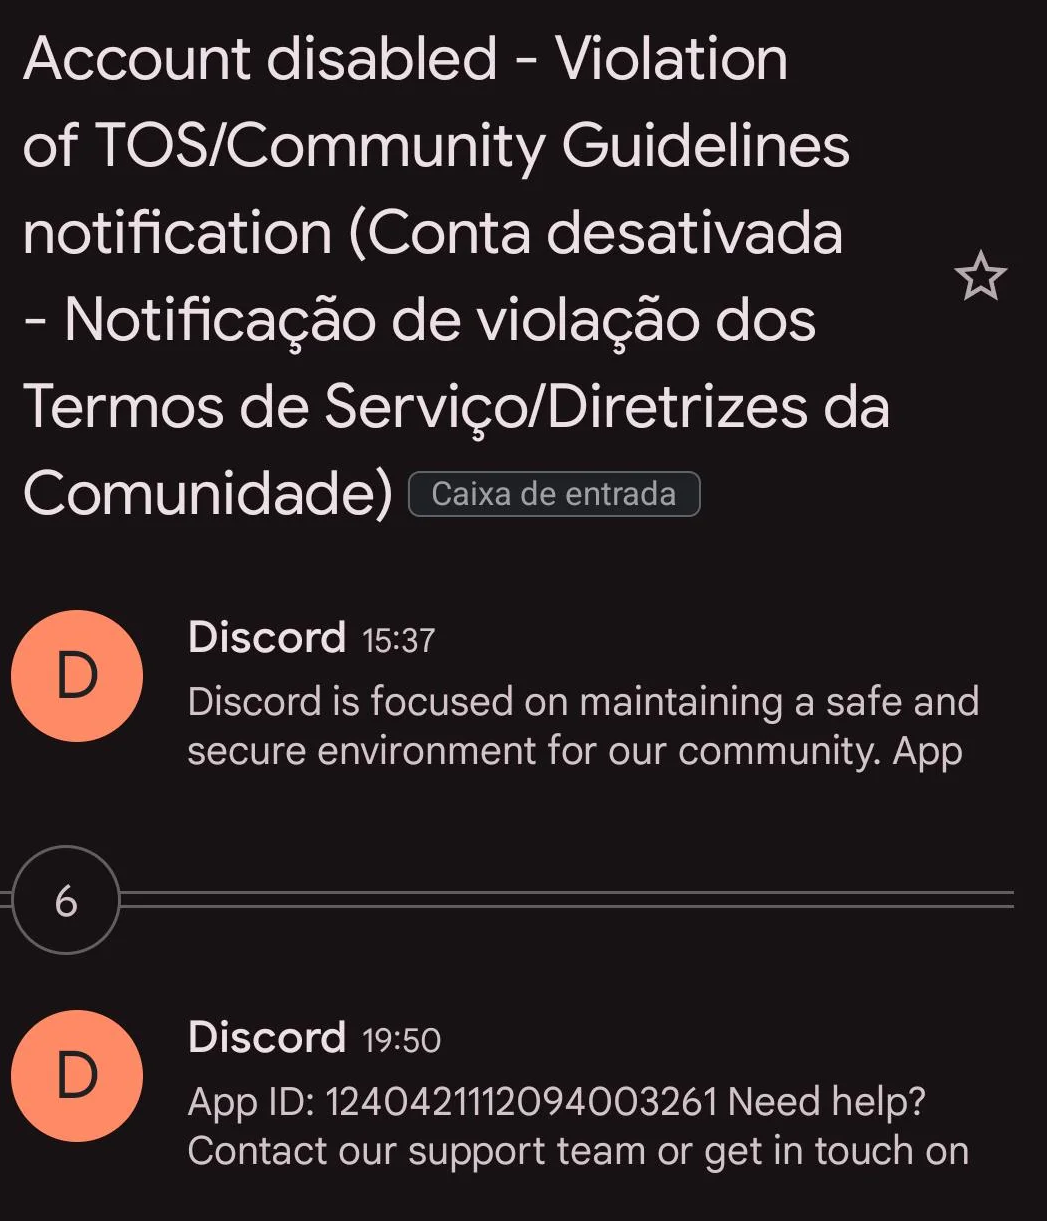 Account disabled - Violation
of TOS/Community Guidelines
notification (Conta desativada
- Notificação de violação dos
Termos de Serviço/Diretrizes da
Comunidade) Caixa de entrada
D
Discord 15:37
Discord is focused on maintaining a safe and
secure environment for our community. App
6
D
Discord 19:50
App ID: 1240421112094003261 Need help?
Contact our support team or get in touch on